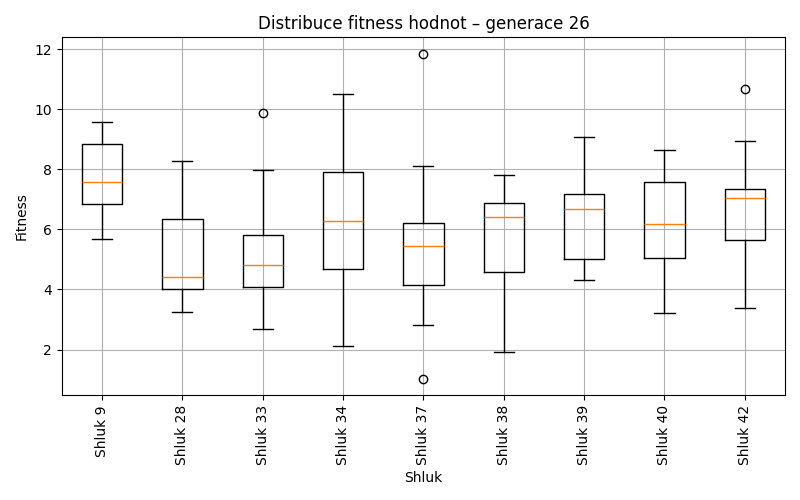 Distribuce fitness hodnot – generace 26
Fitness
12
10
8
6
4
2
Shluk 9
Shluk 28
Shluk 33
Shluk 34
Shluk 37
Shluk 38
Shluk 39
Shluk 40
Shluk 42
Shluk